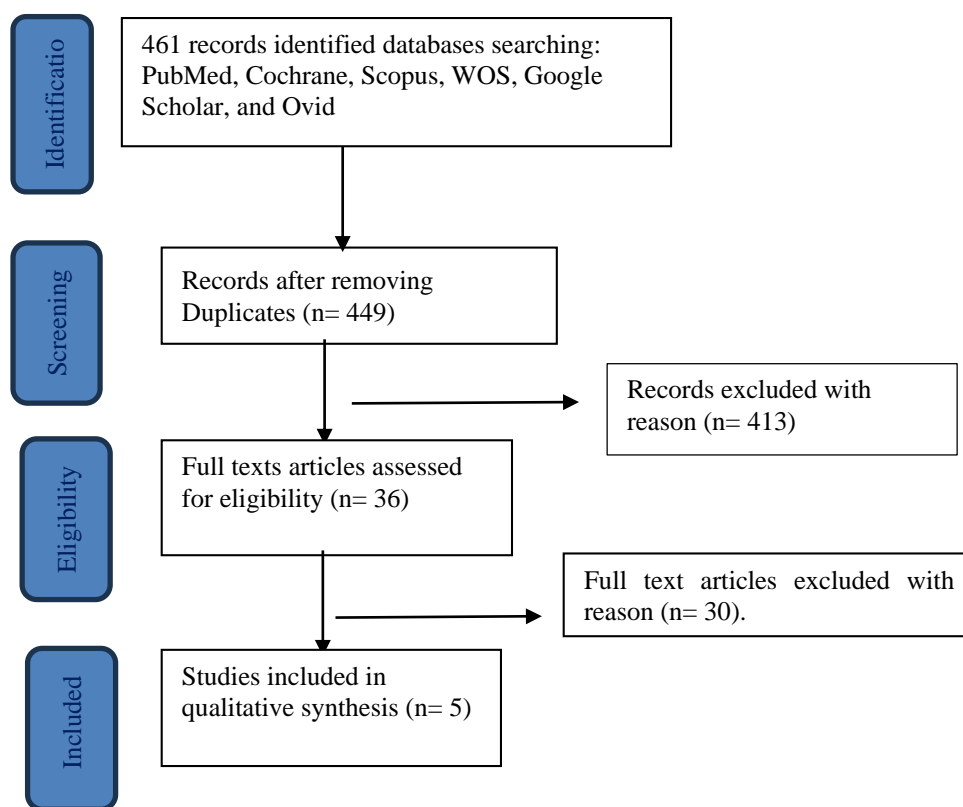 Identificatio
461 records identified databases searching:
PubMed, Cochrane, Scopus, WOS, Google
Scholar, and Ovid
Screening
Records after removing
Duplicates (n= 449)
Records excluded with
reason (n= 413)
Eligibility
Full texts articles assessed
for eligibility (n= 36)
Full text articles excluded with
reason (n= 30).
Included
Studies included in
qualitative synthesis (n= 5)